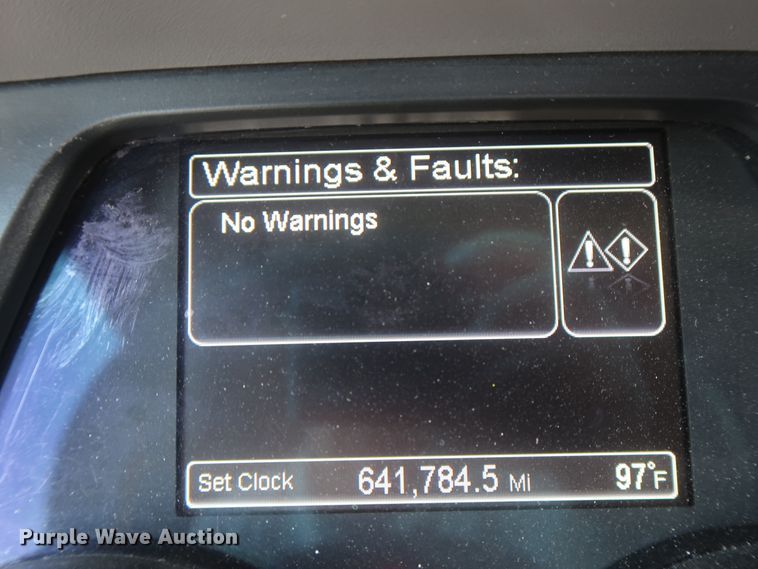 Warnings & Faults:
No Warnings
Set Clock 641,784.5 Mi 97°F
Purple Wave Auction